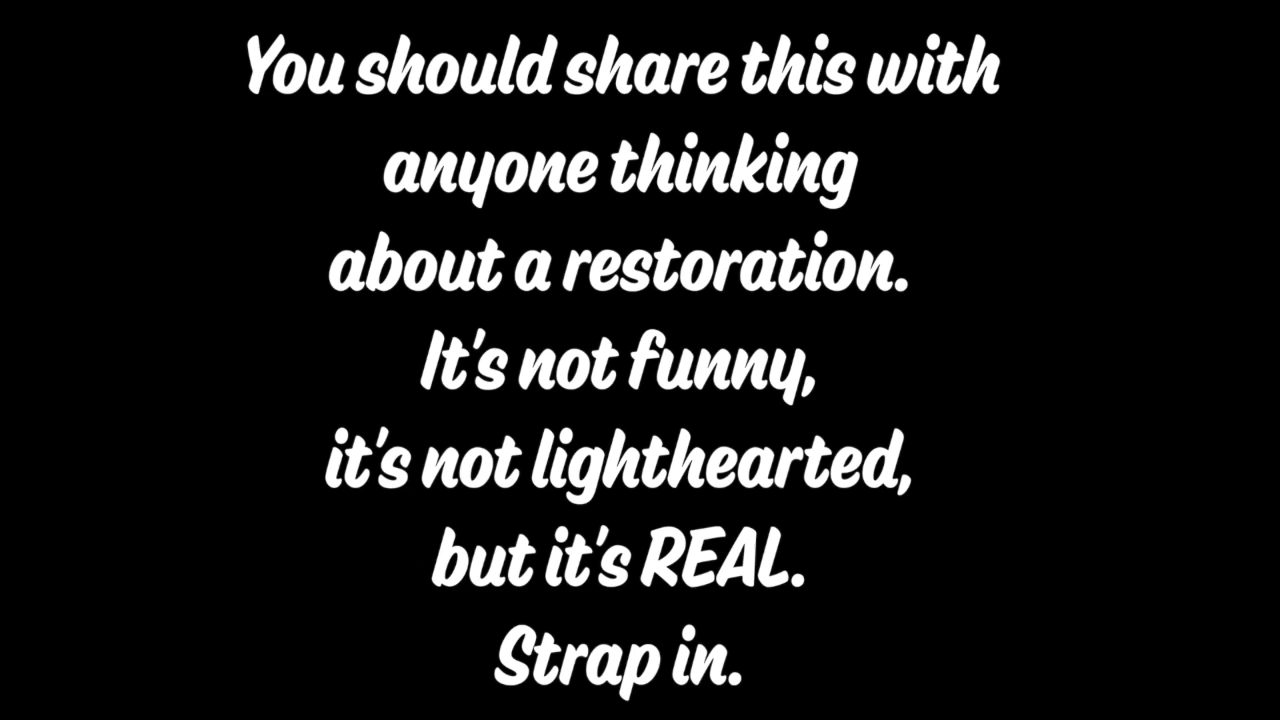 You should share this with
anyone thinking
about a restoration.
It's not funny,
it's not lighthearted,
but it's REAL.
Strap in.